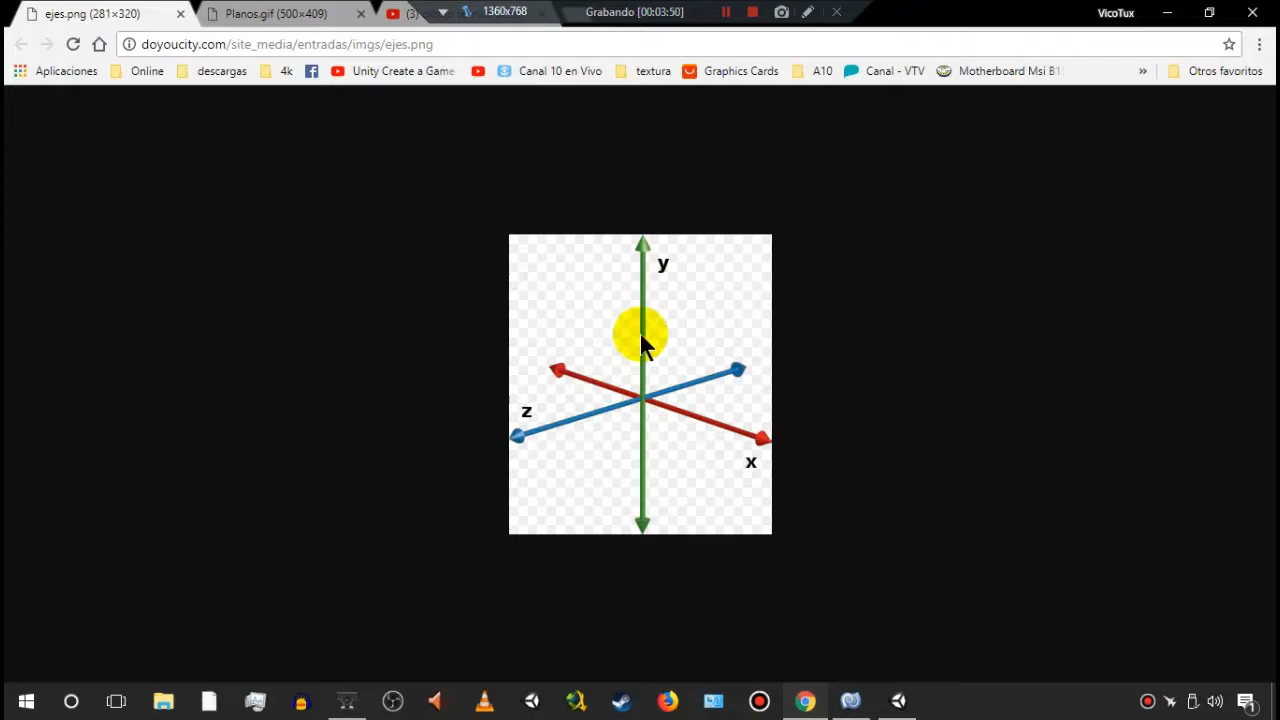 ejes.png (281×320)
Planos.gif (500×409)
1360x768
Grabando [00:03:50]
VicoTux
doyoucity.com/site_media/entradas/imgs/ejes.png
Aplicaciones
Online
descargas
4k
Unity Create a Game
Canal 10 en Vivo
textura
Graphics Cards
A10
Canal - VTV
Motherboard Msi B1
»
Otros favoritos
y
z
x